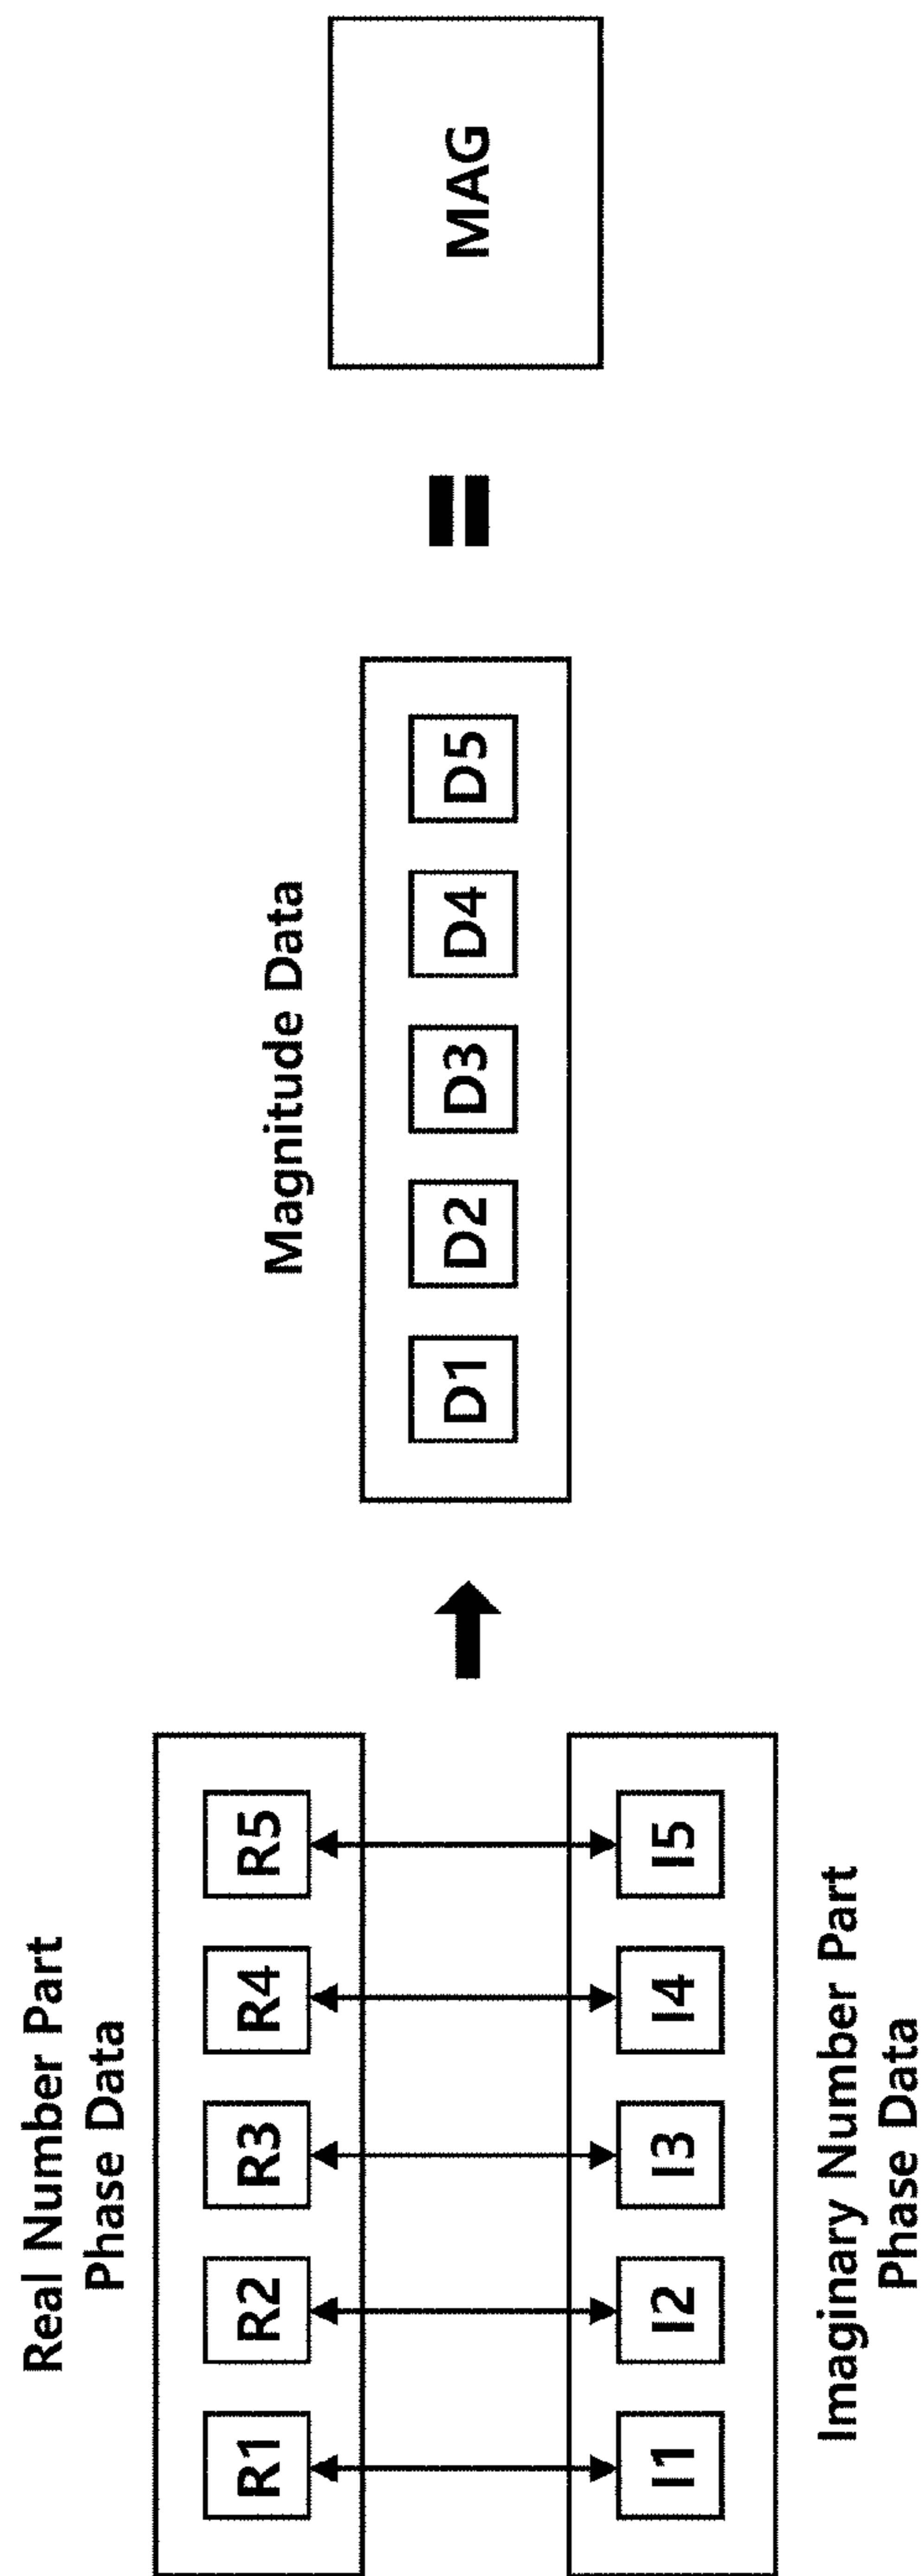 Real Number Part
Phase Data
R1 R2 R3 R4 R5
I1 I2 I3 I4 I5
Imaginary Number Part
Phase Data
Magnitude Data
D1 D2 D3 D4 D5
MAG